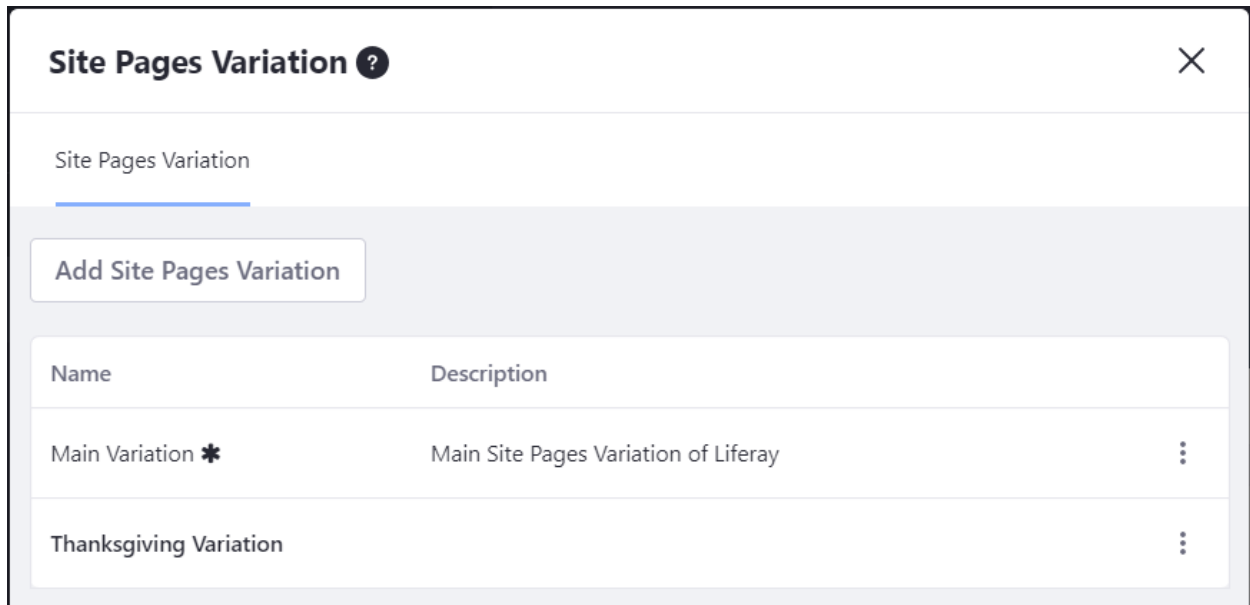 Site Pages Variation ?
Site Pages Variation
Add Site Pages Variation
Name Description
Main Variation ✱ Main Site Pages Variation of Liferay
Thanksgiving Variation